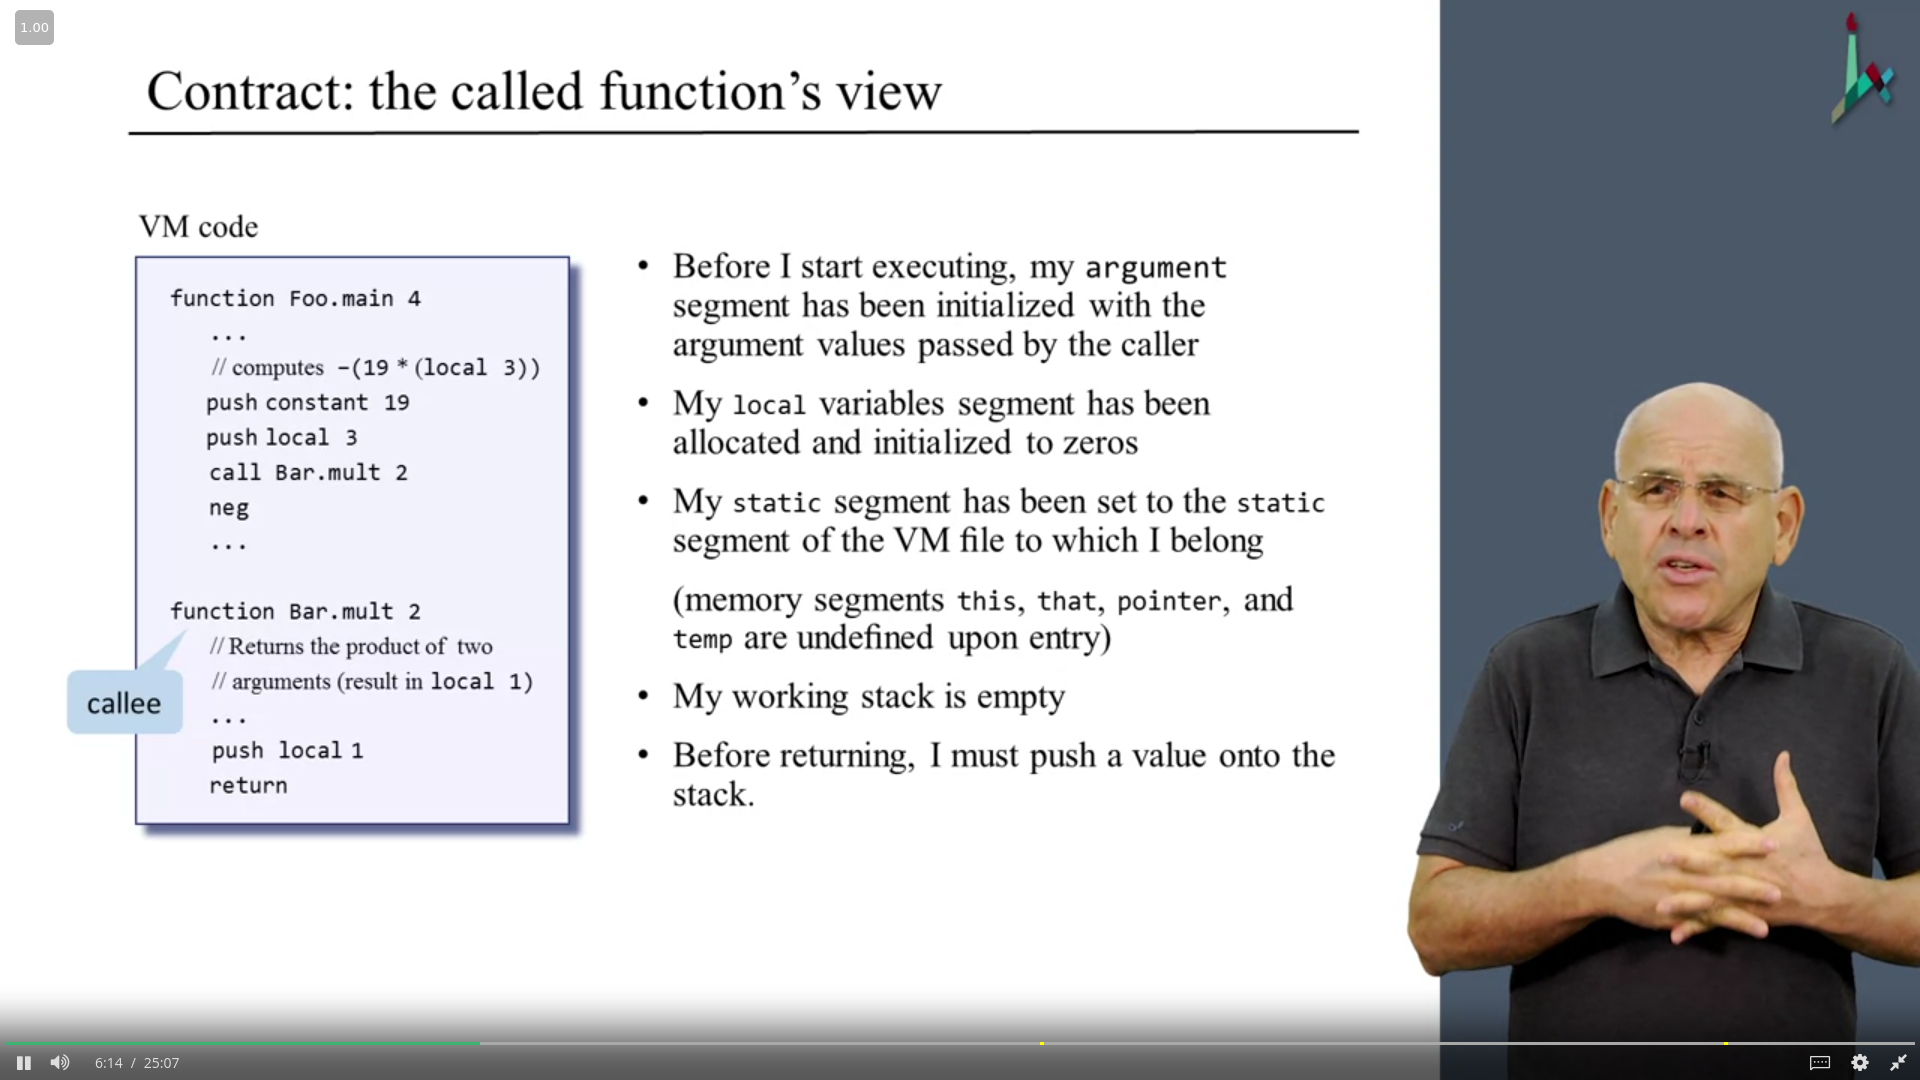 1.00
Contract: the called function’s view
VM code
function Foo.main 4
...
// computes -(19 * (local 3))
push constant 19
push local 3
call Bar.mult 2
neg
...
function Bar.mult 2
// Returns the product of two
// arguments (result in local 1)
...
push local 1
return
callee
• Before I start executing, my argument
segment has been initialized with the
argument values passed by the caller
• My local variables segment has been
allocated and initialized to zeros
• My static segment has been set to the static
segment of the VM file to which I belong
(memory segments this, that, pointer, and
temp are undefined upon entry)
• My working stack is empty
• Before returning, I must push a value onto the
stack.
6:14 / 25:07